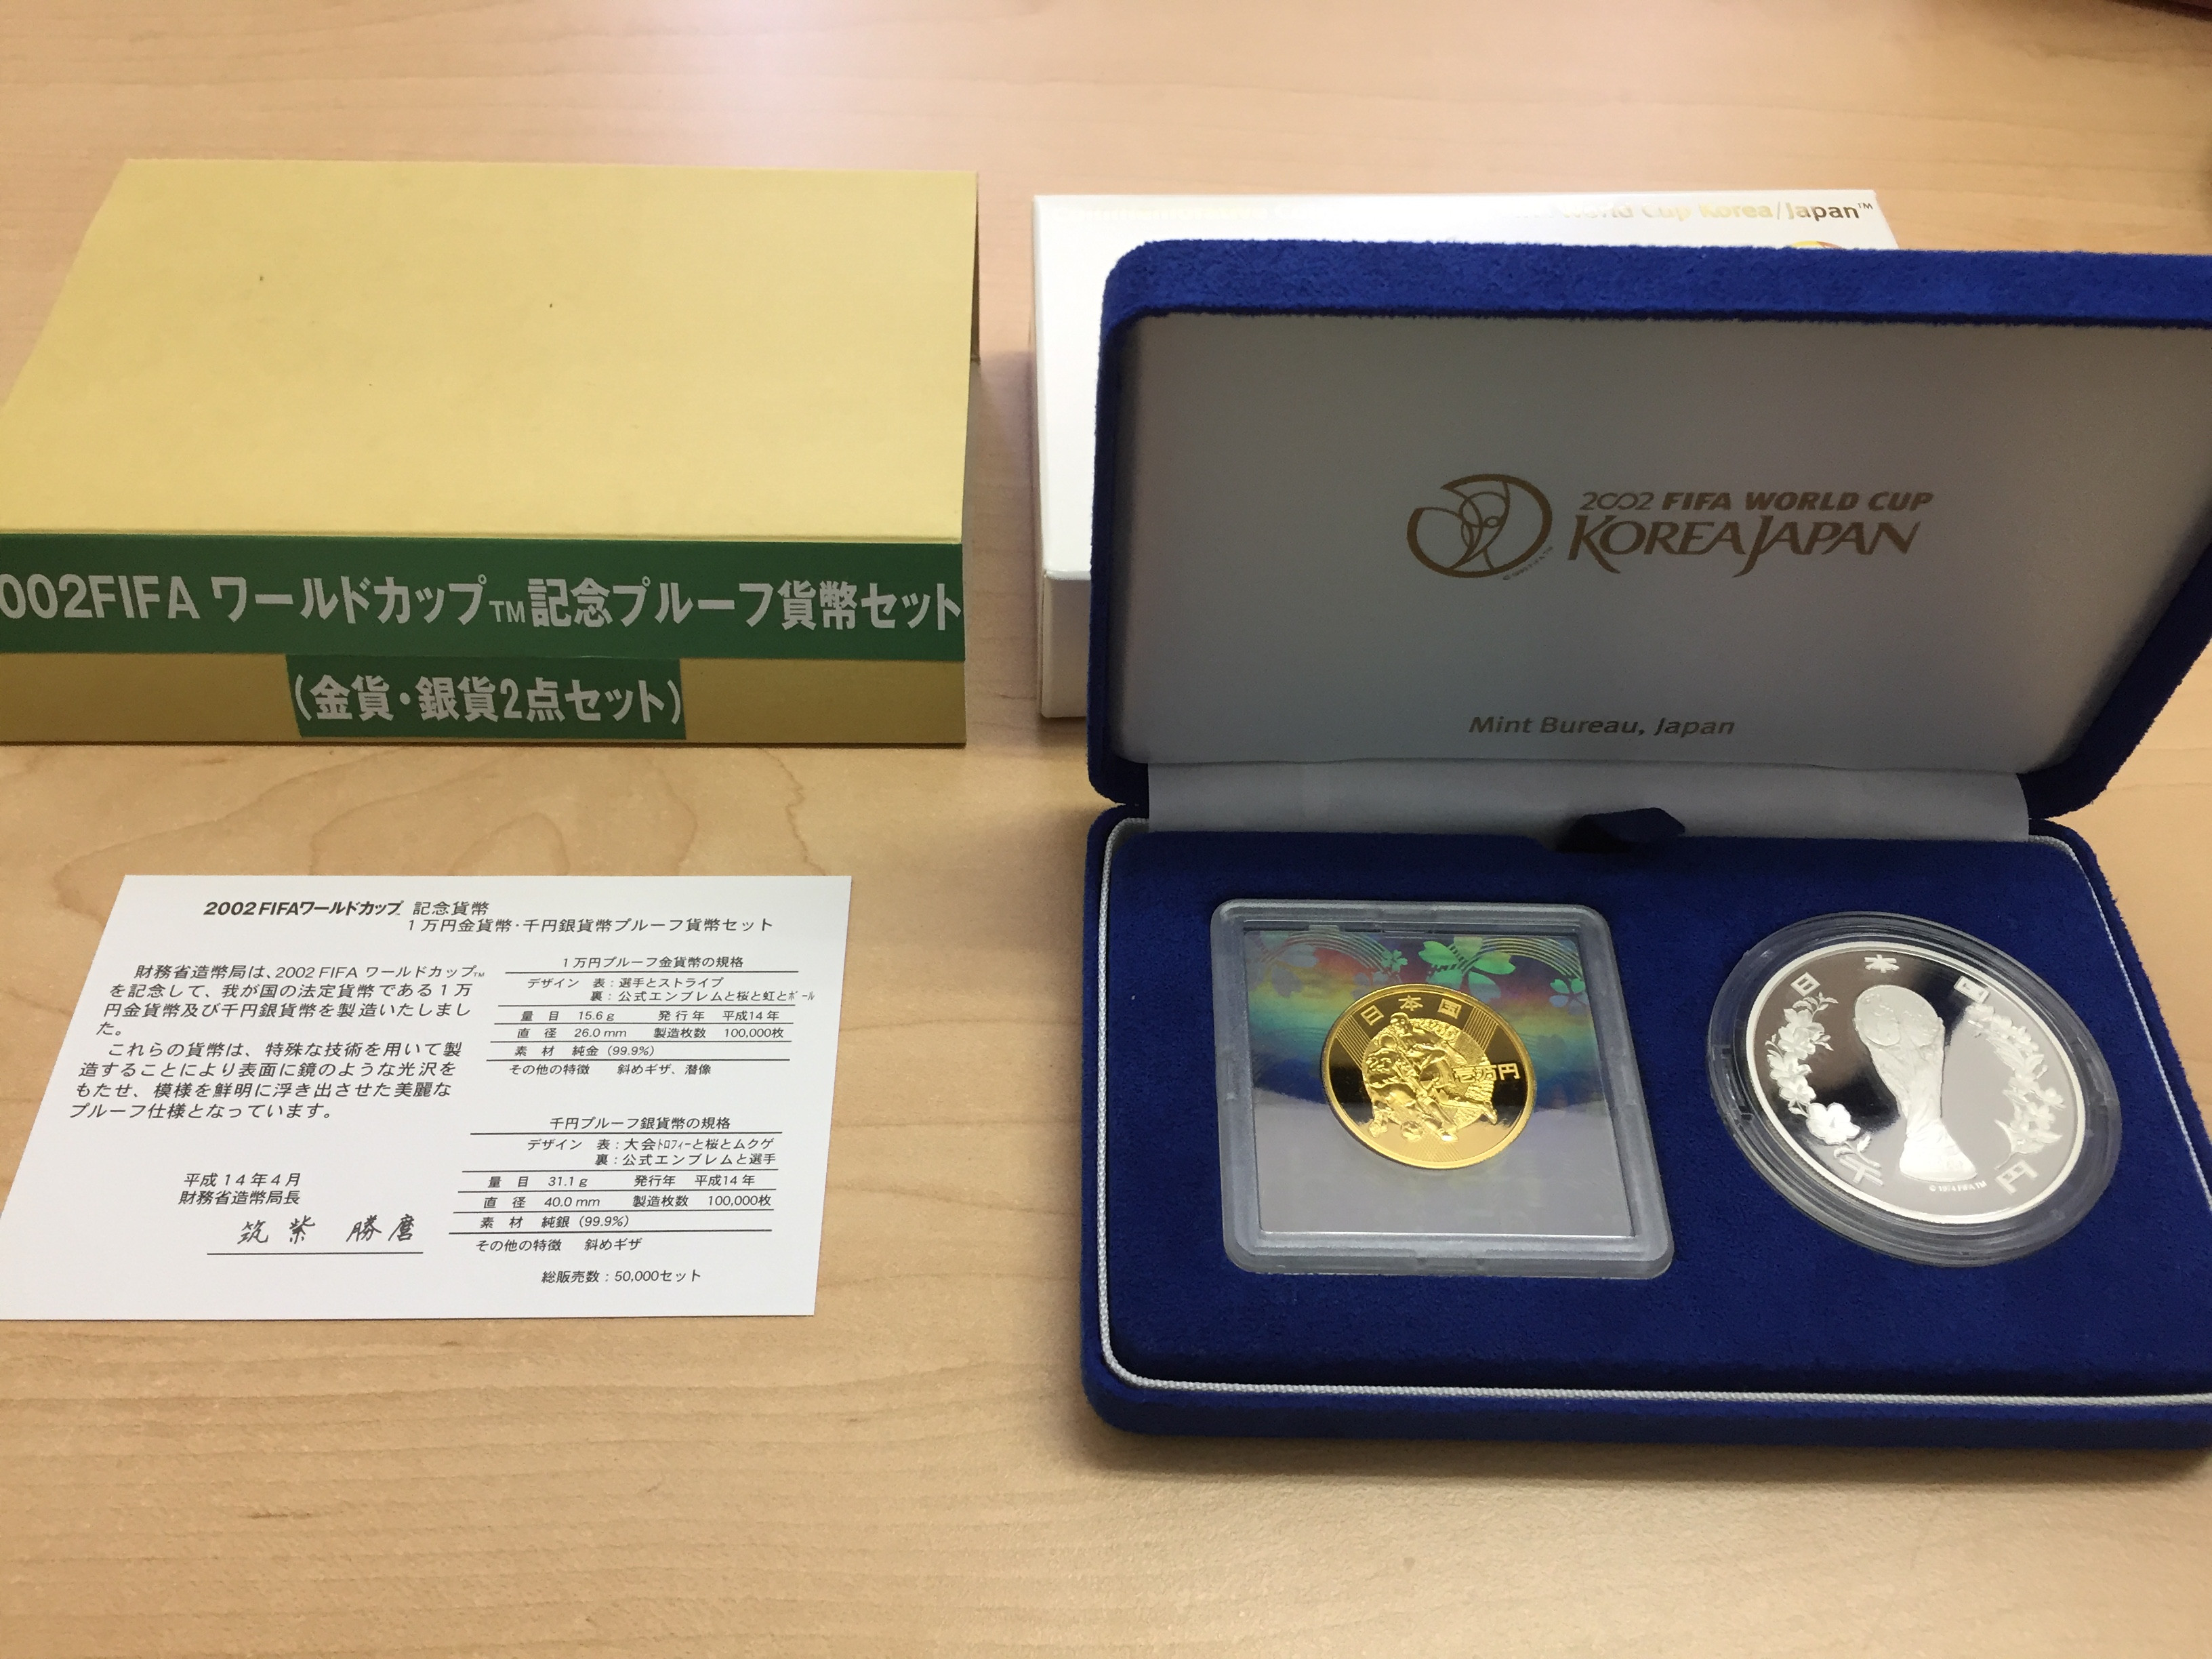 002FIFA ワールドカップ™記念プルーフ貨幣セット
(金貨・銀貨2点セット)
World Cup Korea/Japan™
2002 FIFA WORLD CUP
KOREAJAPAN
Mint Bureau, Japan
2002 FIFAワールドカップ™ 記念貨幣
1万円金貨幣・千円銀貨幣プルーフ貨幣セット
財務省造幣局は、2002 FIFA ワールドカップ™
を記念して、我が国の法定貨幣である1万
円金貨幣及び千円銀貨幣を製造いたしまし
た。
これらの貨幣は、特殊な技術を用いて製
造することにより表面に鏡のような光沢を
もたせ、模様を鮮明に浮き出させた美麗な
プルーフ仕様となっています。
平成14年4月
財務省造幣局長
筑紫 勝麿
1万円プルーフ金貨幣の規格
デザイン 表:選手とストライプ
裏:公式エンブレムと桜と虹とボール
量目 15.6g 発行年 平成14年
直径 26.0mm 製造枚数 100,000枚
素材 純金(99.9%)
その他の特徴 斜めギザ、潜像
千円プルーフ銀貨幣の規格
デザイン 表:大会トロフィーと桜とムクゲ
裏:公式エンブレムと選手
量目 31.1g 発行年 平成14年
直径 40.0mm 製造枚数 100,000枚
素材 純銀(99.9%)
その他の特徴 斜めギザ
総販売数:50,000セット
日本国
壱万円
日本国
千円